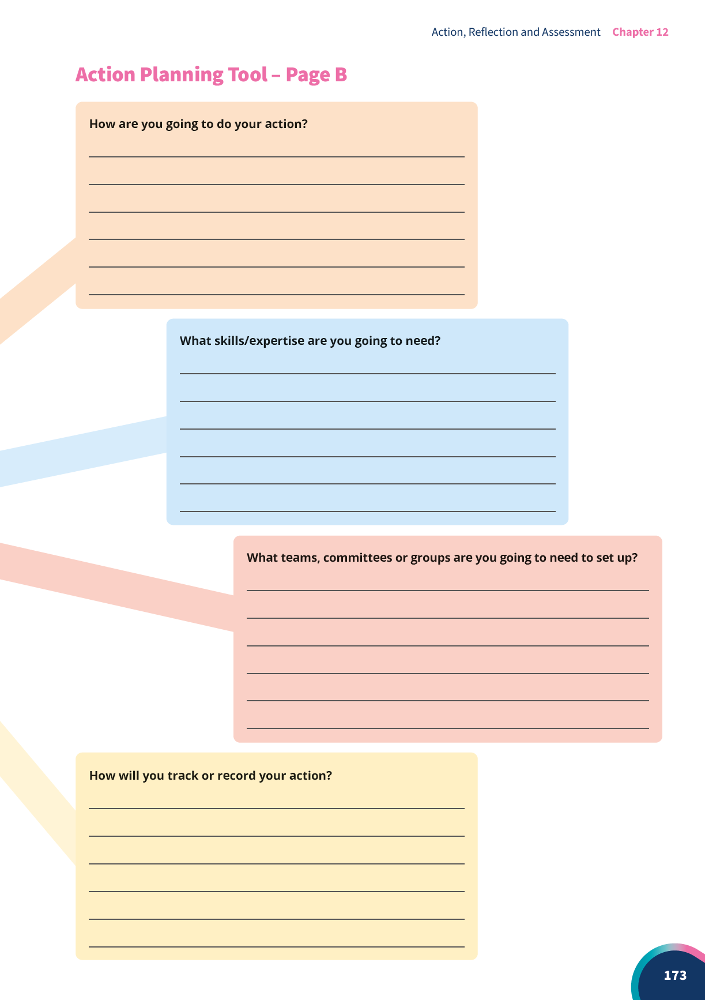 Action, Reflection and Assessment Chapter 12
Action Planning Tool – Page B
How are you going to do your action?
What skills/expertise are you going to need?
What teams, committees or groups are you going to need to set up?
How will you track or record your action?
173